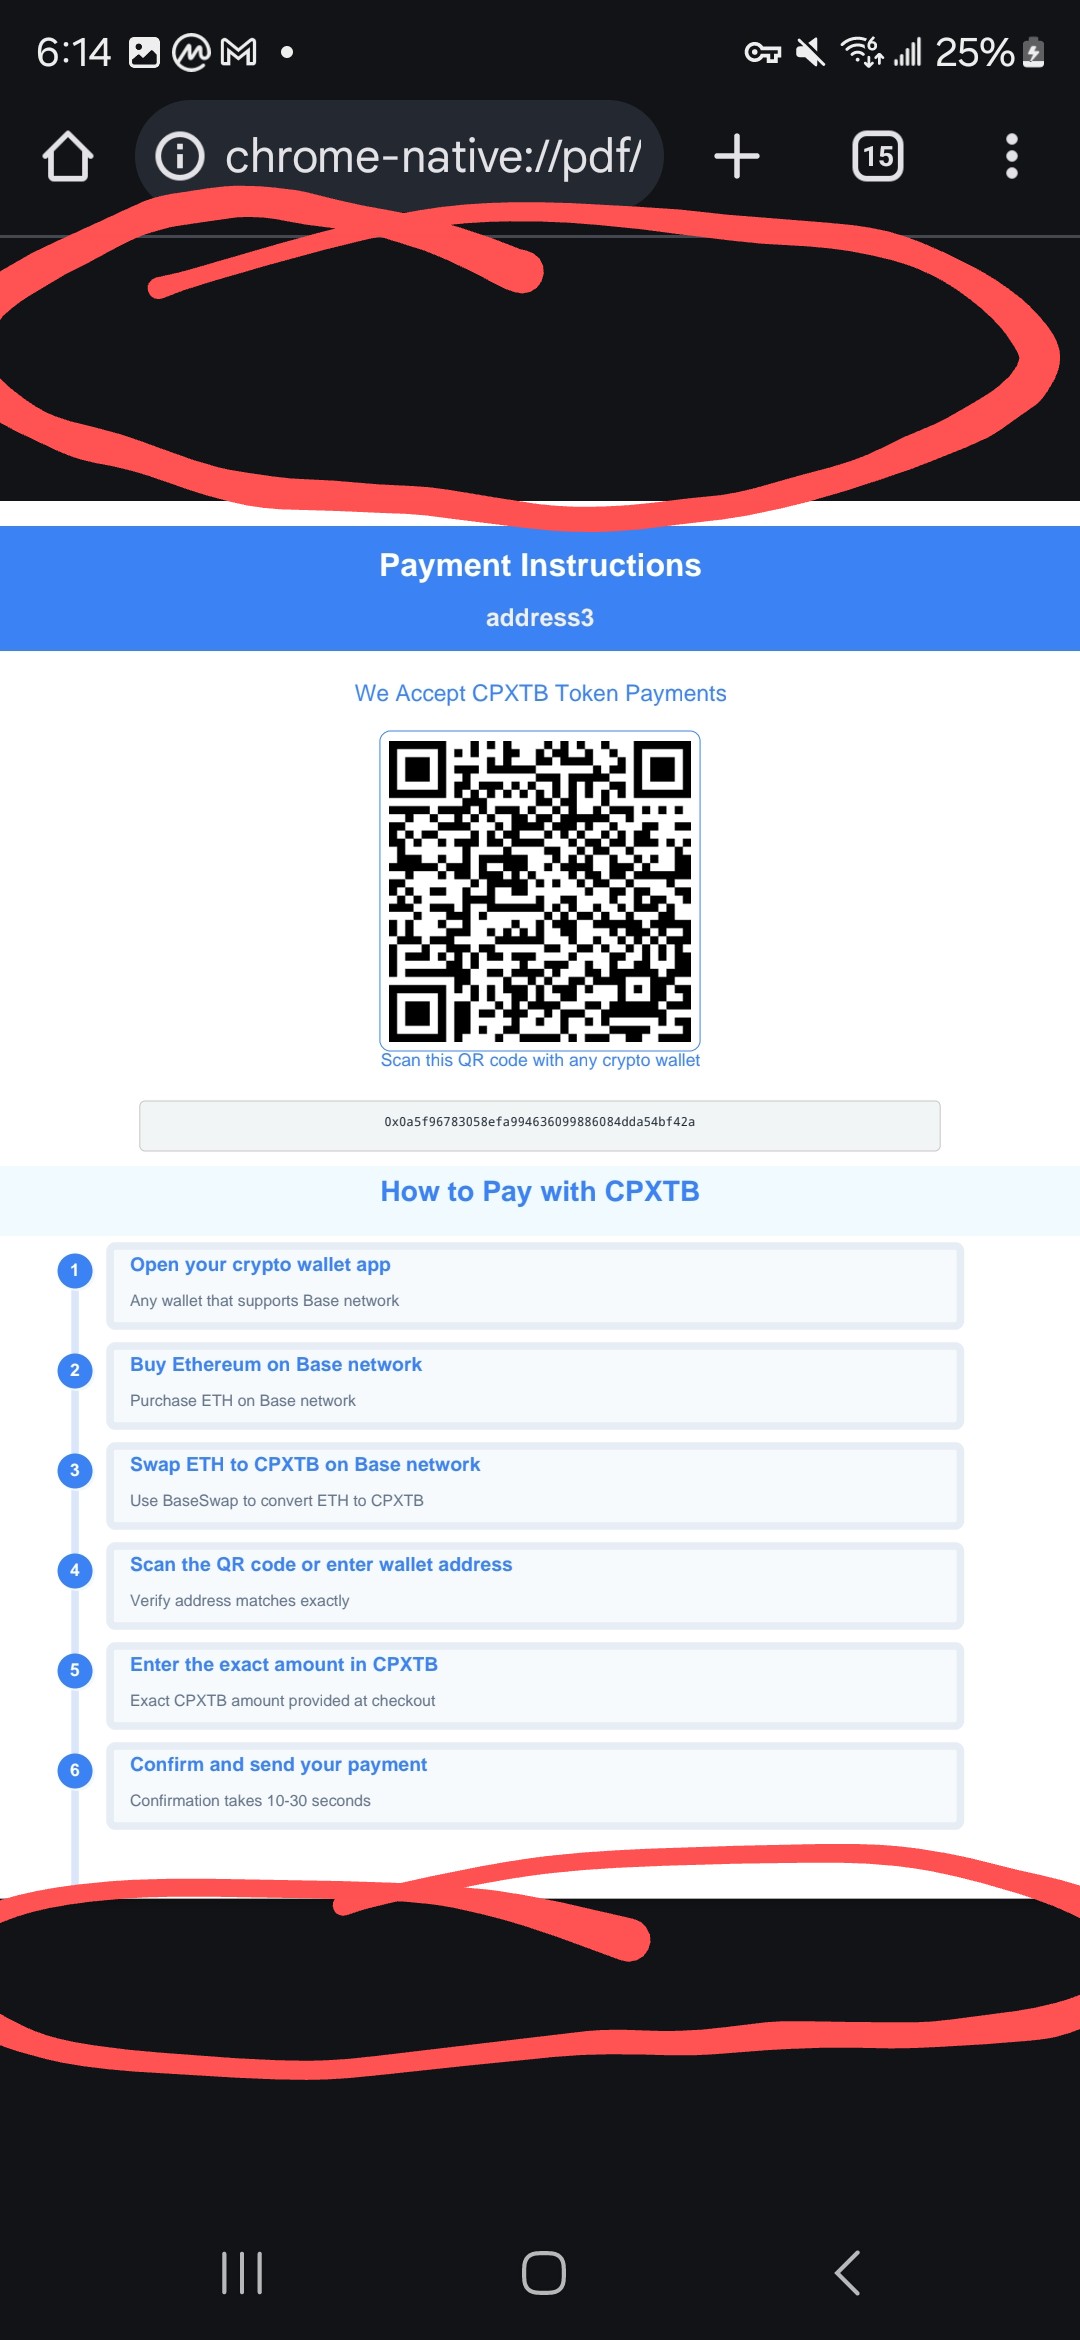 6:14
25%
chrome-native://pdf/
15
Payment Instructions
address3
We Accept CPXTB Token Payments
Scan this QR code with any crypto wallet
0x0a5f96783058efa994636099886084dda54bf42a
How to Pay with CPXTB
1
Open your crypto wallet app
Any wallet that supports Base network
2
Buy Ethereum on Base network
Purchase ETH on Base network
3
Swap ETH to CPXTB on Base network
Use BaseSwap to convert ETH to CPXTB
4
Scan the QR code or enter wallet address
Verify address matches exactly
5
Enter the exact amount in CPXTB
Exact CPXTB amount provided at checkout
6
Confirm and send your payment
Confirmation takes 10-30 seconds